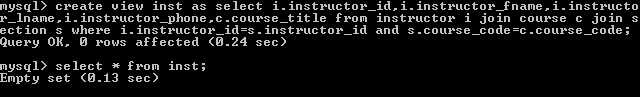 mysql> create view inst as select i.instructor_id,i.instructor_fname,i.instructo
r_lname,i.instructor_phone,c.course_title from instructor i join course c join se
ction s where i.instructor_id=s.instructor_id and s.course_code=c.course_code;
Query OK, 0 rows affected (0.24 sec)
mysql> select * from inst;
Empty set (0.13 sec)